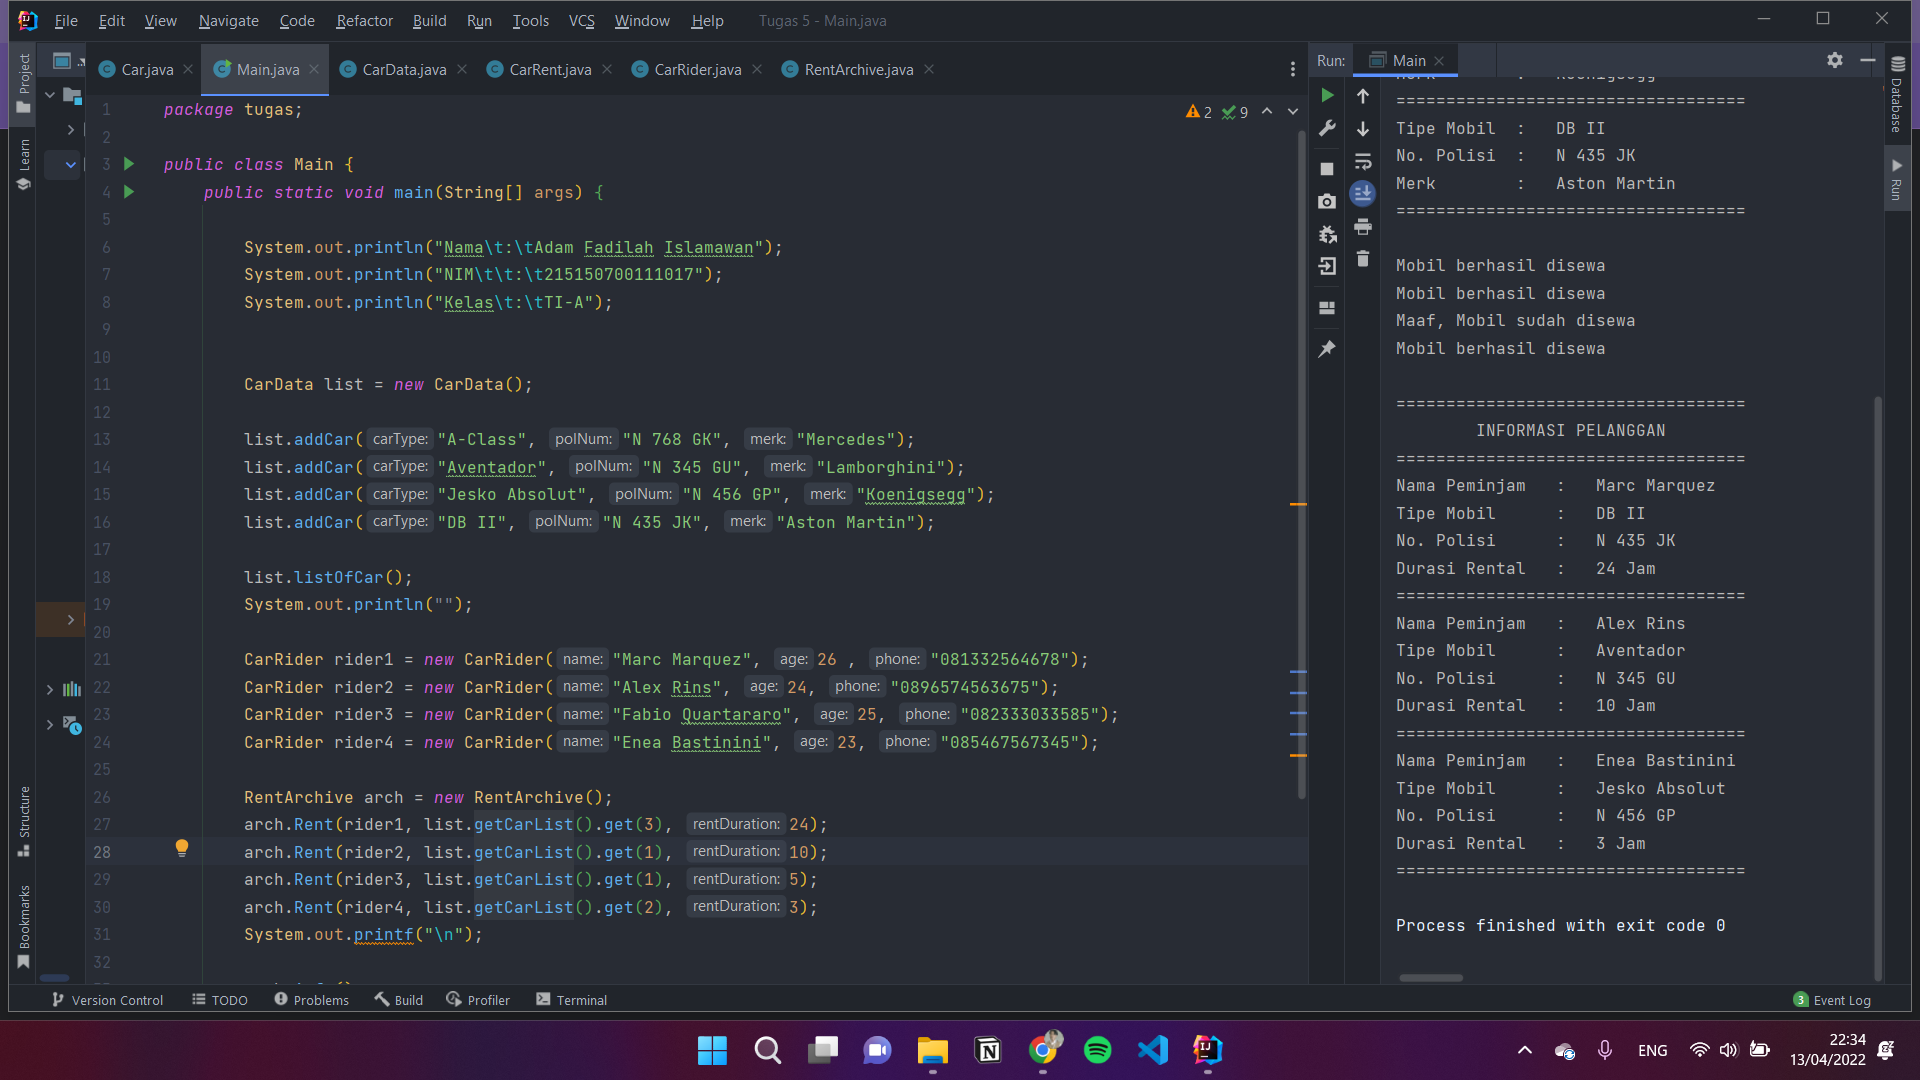 File Edit View Navigate Code Refactor Build Run Tools VCS Window Help Tugas 5 - Main.java
Car.java Main.java CarData.java CarRent.java CarRider.java RentArchive.java
Project
Learn
Structure
Bookmarks
2 9
1 package tugas;
2
3 public class Main {
4 public static void main(String[] args) {
5
6 System.out.println("Nama\t:\tAdam Fadilah Islamawan");
7 System.out.println("NIM\t\t:\t215150700111017");
8 System.out.println("Kelas\t:\tTI-A");
9
10
11 CarData list = new CarData();
12
13 list.addCar( carType: "A-Class", polNum: "N 768 GK", merk: "Mercedes");
14 list.addCar( carType: "Aventador", polNum: "N 345 GU", merk: "Lamborghini");
15 list.addCar( carType: "Jesko Absolut", polNum: "N 456 GP", merk: "Koenigsegg");
16 list.addCar( carType: "DB II", polNum: "N 435 JK", merk: "Aston Martin");
17
18 list.listOfCar();
19 System.out.println("");
20
21 CarRider rider1 = new CarRider( name: "Marc Marquez", age: 26 , phone: "081332564678");
22 CarRider rider2 = new CarRider( name: "Alex Rins", age: 24, phone: "0896574563675");
23 CarRider rider3 = new CarRider( name: "Fabio Quartararo", age: 25, phone: "082333033585");
24 CarRider rider4 = new CarRider( name: "Enea Bastinini", age: 23, phone: "085467567345");
25
26 RentArchive arch = new RentArchive();
27 arch.Rent(rider1, list.getCarList().get(3), rentDuration: 24);
28 arch.Rent(rider2, list.getCarList().get(1), rentDuration: 10);
29 arch.Rent(rider3, list.getCarList().get(1), rentDuration: 5);
30 arch.Rent(rider4, list.getCarList().get(2), rentDuration: 3);
31 System.out.printf("\n");
32
Run: Main
===================================
Tipe Mobil : DB II
No. Polisi : N 435 JK
Merk : Aston Martin
===================================
Mobil berhasil disewa
Mobil berhasil disewa
Maaf, Mobil sudah disewa
Mobil berhasil disewa
===================================
INFORMASI PELANGGAN
===================================
Nama Peminjam : Marc Marquez
Tipe Mobil : DB II
No. Polisi : N 435 JK
Durasi Rental : 24 Jam
===================================
Nama Peminjam : Alex Rins
Tipe Mobil : Aventador
No. Polisi : N 345 GU
Durasi Rental : 10 Jam
===================================
Nama Peminjam : Enea Bastinini
Tipe Mobil : Jesko Absolut
No. Polisi : N 456 GP
Durasi Rental : 3 Jam
===================================
Process finished with exit code 0
Database
Run
Version Control TODO Problems Build Profiler Terminal 3 Event Log
ENG 22:34
13/04/2022